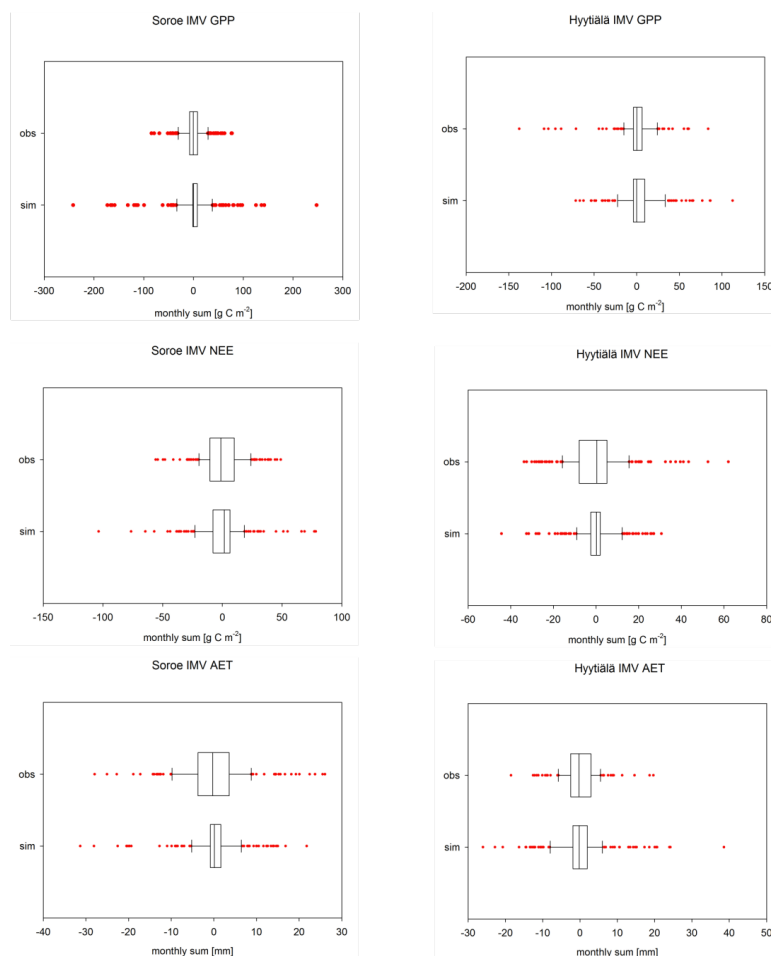 Soroe IMV GPP
obs
sim
-300 -200 -100 0 100 200 300
monthly sum [g C m⁻²]
Hyytiälä IMV GPP
obs
sim
-200 -150 -100 -50 0 50 100 150
monthly sum [g C m⁻²]
Soroe IMV NEE
obs
sim
-150 -100 -50 0 50 100
monthly sum [g C m⁻²]
Hyytiälä IMV NEE
obs
sim
-60 -40 -20 0 20 40 60 80
monthly sum [g C m⁻²]
Soroe IMV AET
obs
sim
-40 -30 -20 -10 0 10 20 30
monthly sum [mm]
Hyytiälä IMV AET
obs
sim
-30 -20 -10 0 10 20 30 40 50
monthly sum [mm]